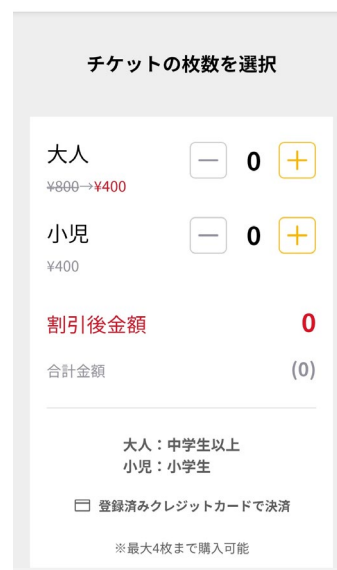 チケットの枚数を選択
大人
0
¥800→¥400
小児
0
¥400
割引後金額 0
合計金額 (0)
大人：中学生以上
小児：小学生
登録済みクレジットカードで決済
※最大4枚まで購入可能